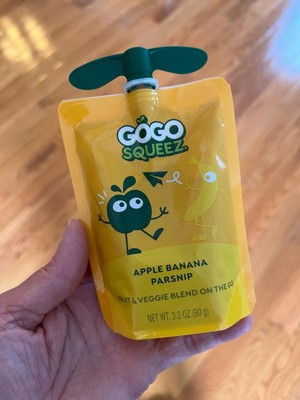 GOGO
SQUEEZ.
APPLE BANANA
PARSNIP
FRUIT & VEGGIE BLEND ON THE GO
NET WT. 3.2 OZ (90 g)